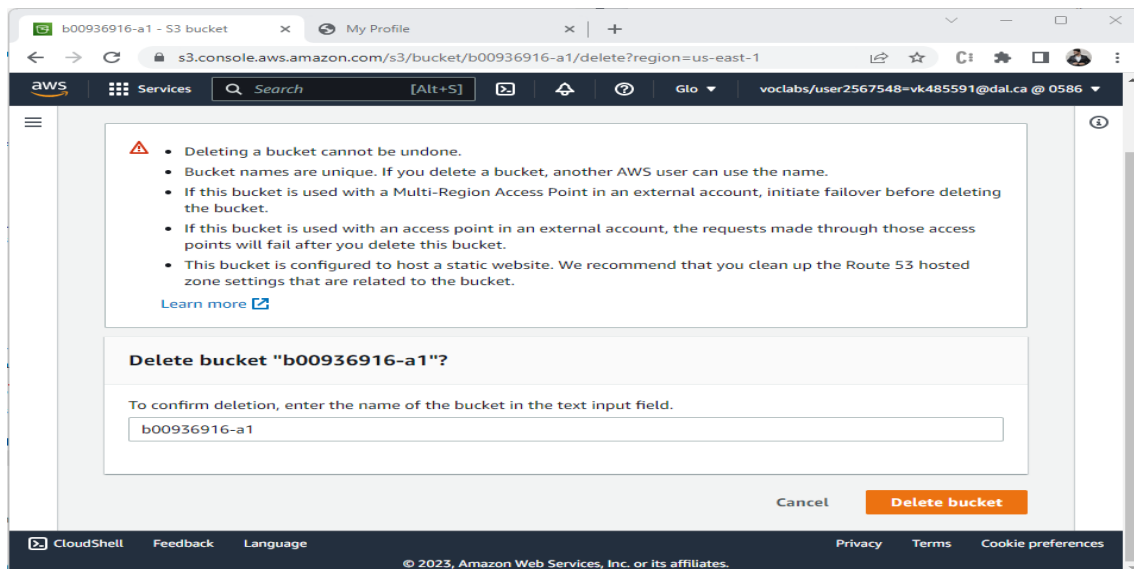 b00936916-a1 - S3 bucket
My Profile
s3.console.aws.amazon.com/s3/bucket/b00936916-a1/delete?region=us-east-1
aws
Services
Search
[Alt+S]
Glo
voclabs/user2567548=vk485591@dal.ca @ 0586
• Deleting a bucket cannot be undone.
• Bucket names are unique. If you delete a bucket, another AWS user can use the name.
• If this bucket is used with a Multi-Region Access Point in an external account, initiate failover before deleting
the bucket.
• If this bucket is used with an access point in an external account, the requests made through those access
points will fail after you delete this bucket.
• This bucket is configured to host a static website. We recommend that you clean up the Route 53 hosted
zone settings that are related to the bucket.
Learn more
Delete bucket "b00936916-a1"?
To confirm deletion, enter the name of the bucket in the text input field.
b00936916-a1
Cancel
Delete bucket
CloudShell
Feedback
Language
Privacy
Terms
Cookie preferences
© 2023, Amazon Web Services, Inc. or its affiliates.